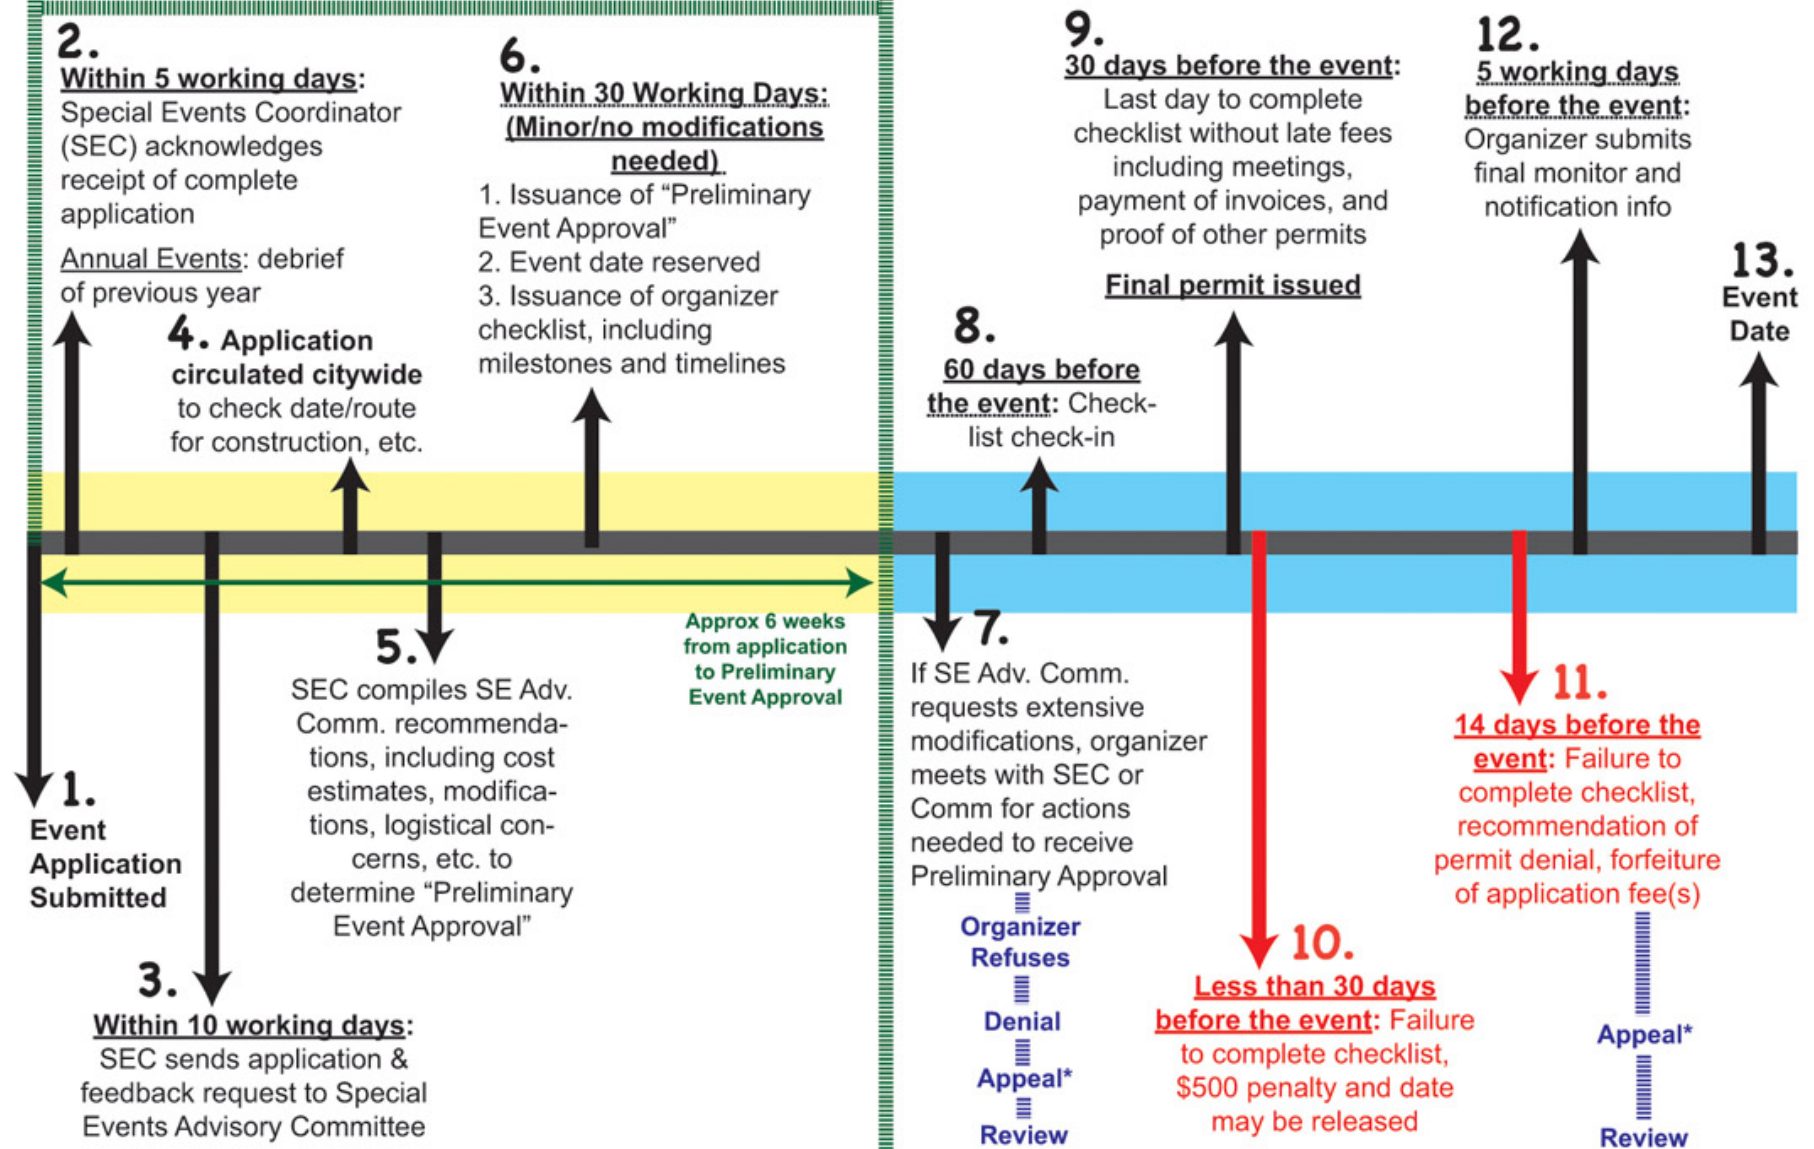 2.
Within 5 working days:
Special Events Coordinator
(SEC) acknowledges
receipt of complete
application
Annual Events: debrief
of previous year
4. Application
circulated citywide
to check date/route
for construction, etc.
6.
Within 30 Working Days:
(Minor/no modifications
needed)
1. Issuance of “Preliminary
Event Approval”
2. Event date reserved
3. Issuance of organizer
checklist, including
milestones and timelines
8.
60 days before
the event: Check-
list check-in
9.
30 days before the event:
Last day to complete
checklist without late fees
including meetings,
payment of invoices, and
proof of other permits
Final permit issued
12.
5 working days
before the event:
Organizer submits
final monitor and
notification info
13.
Event
Date
1.
Event
Application
Submitted
3.
Within 10 working days:
SEC sends application &
feedback request to Special
Events Advisory Committee
5.
SEC compiles SE Adv.
Comm. recommenda-
tions, including cost
estimates, modifica-
tions, logistical con-
cerns, etc. to
determine “Preliminary
Event Approval”
Approx 6 weeks
from application
to Preliminary
Event Approval
7.
If SE Adv. Comm.
requests extensive
modifications, organizer
meets with SEC or
Comm for actions
needed to receive
Preliminary Approval
Organizer
Refuses
Denial
Appeal*
Review
10.
Less than 30 days
before the event: Failure
to complete checklist,
$500 penalty and date
may be released
11.
14 days before the
event: Failure to
complete checklist,
recommendation of
permit denial, forfeiture
of application fee(s)
Appeal*
Review